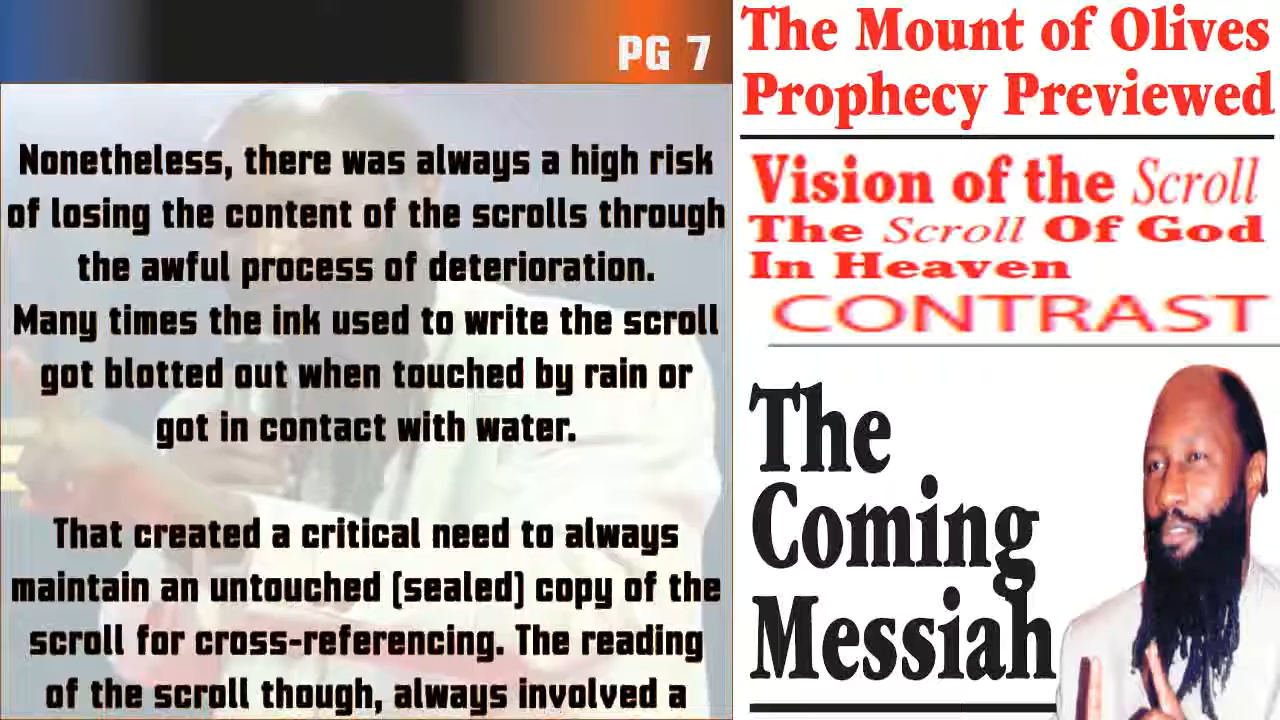 PG 7
Nonetheless, there was always a high risk
of losing the content of the scrolls through
the awful process of deterioration.
Many times the ink used to write the scroll
got blotted out when touched by rain or
got in contact with water.
That created a critical need to always
maintain an untouched (sealed) copy of the
scroll for cross-referencing. The reading
of the scroll though, always involved a
The Mount of Olives
Prophecy Previewed
Vision of the Scroll
The Scroll Of God
In Heaven
CONTRAST
The
Coming
Messiah